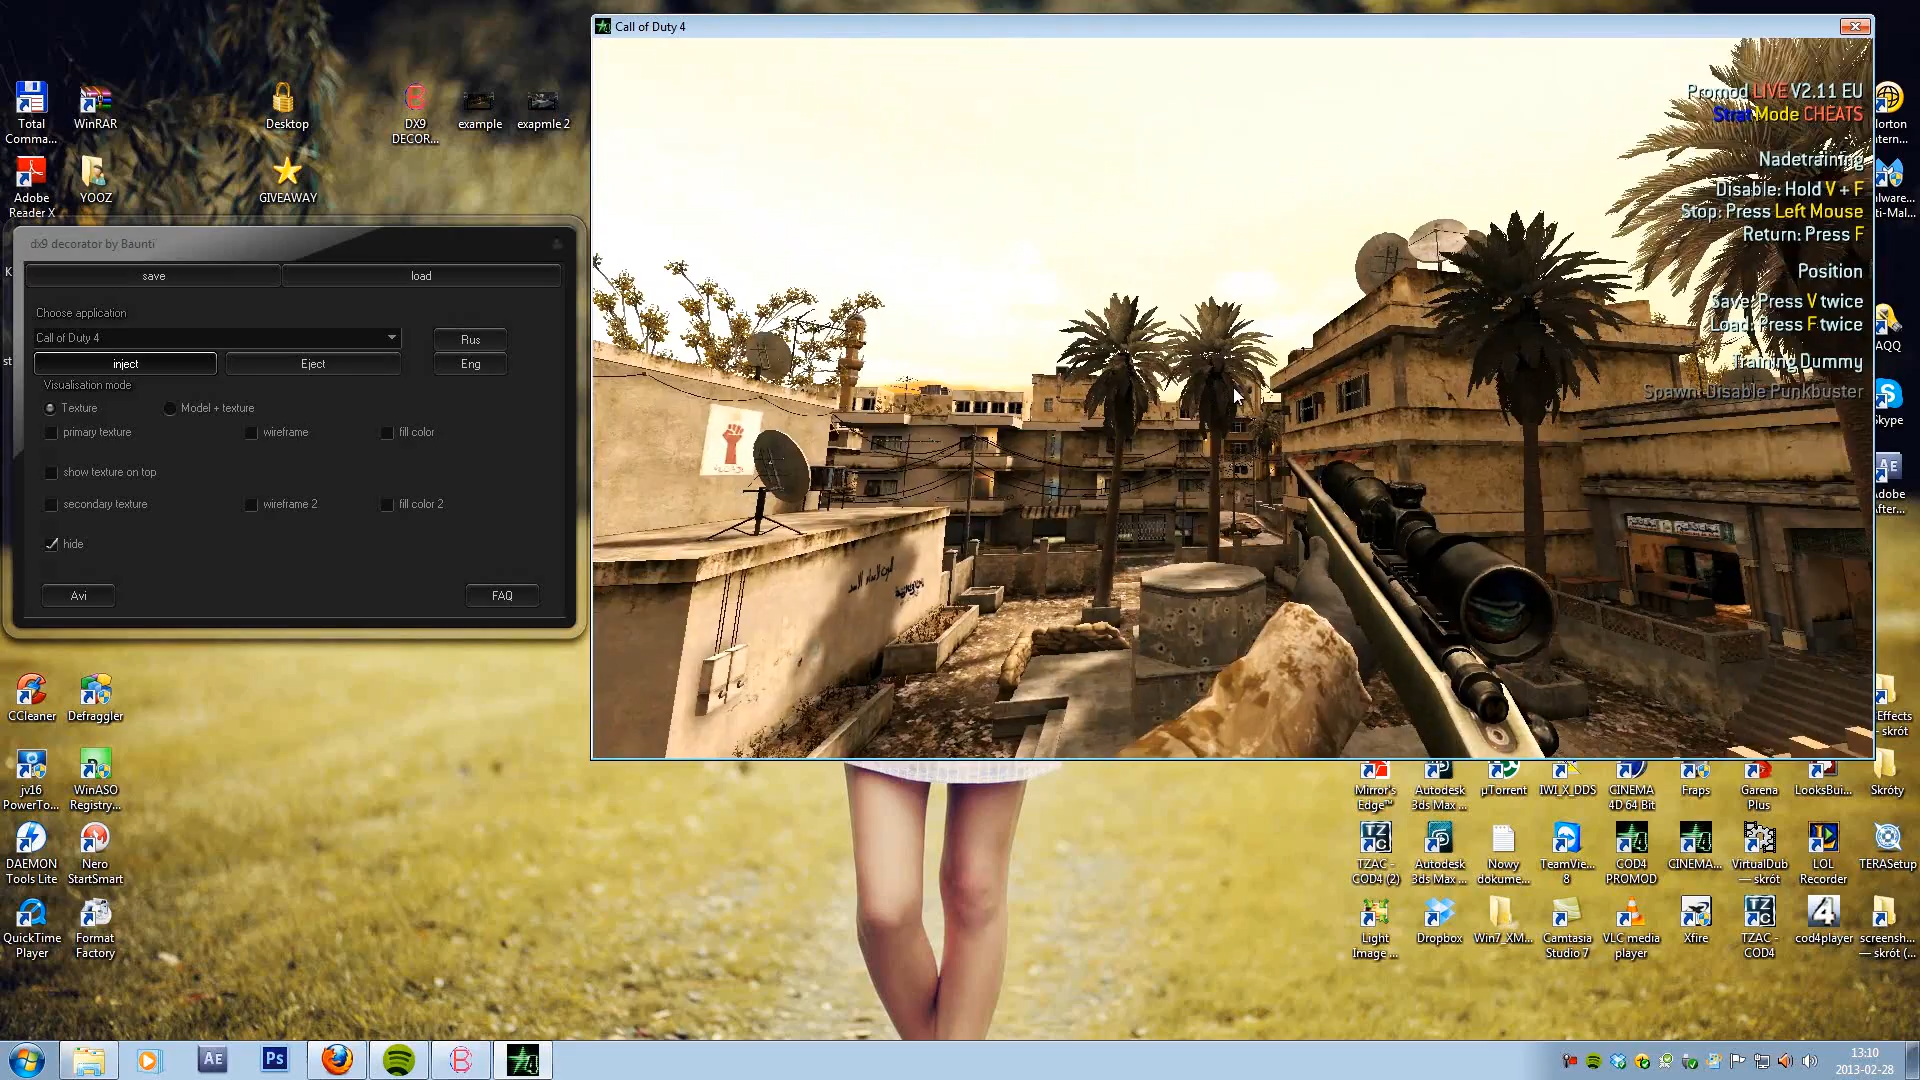 Call of Duty 4
Promod LIVE V2.11 EU
Strat Mode CHEATS
Nadetraining
Disable: Hold V + F
Stop: Press Left Mouse
Return: Press F
Position
Save: Press V twice
Load: Press F twice
Training Dummy
Spawn: Disable Punkbuster
Total
Comma...
WinRAR
Desktop
DX9
DECOR...
example
exapmle 2
Adobe
Reader X
YOOZ
GIVEAWAY
dx9 decorator by Baunti
save
load
Choose application
Call of Duty 4
Rus
inject
Eject
Eng
Visualisation mode
Texture
Model + texture
primary texture
wireframe
fill color
show texture on top
secondary texture
wireframe 2
fill color 2
hide
Avi
FAQ
AQQ
AE
CCleaner
Defraggler
jv16
PowerTo...
WinASO
Registry...
DAEMON
Tools Lite
Nero
StartSmart
QuickTime
Player
Format
Factory
Effects
- skrót
Mirror's
Edge™
Autodesk
3ds Max ...
µTorrent
IWI_X_DDS
CINEMA
4D 64 Bit
Fraps
Garena
Plus
LooksBui...
Skróty
TZAC -
COD4 (2)
Autodesk
3ds Max ...
Nowy
dokume...
TeamVie...
8
COD4
PROMOD
CINEMA...
VirtualDub
— skrót
LOL
Recorder
TERASetup
Light
Image ...
Dropbox
Win7_XM...
Camtasia
Studio 7
VLC media
player
Xfire
TZAC -
COD4
cod4player
screensh...
— skrót (...
AE
Ps
13:10
2013-02-28